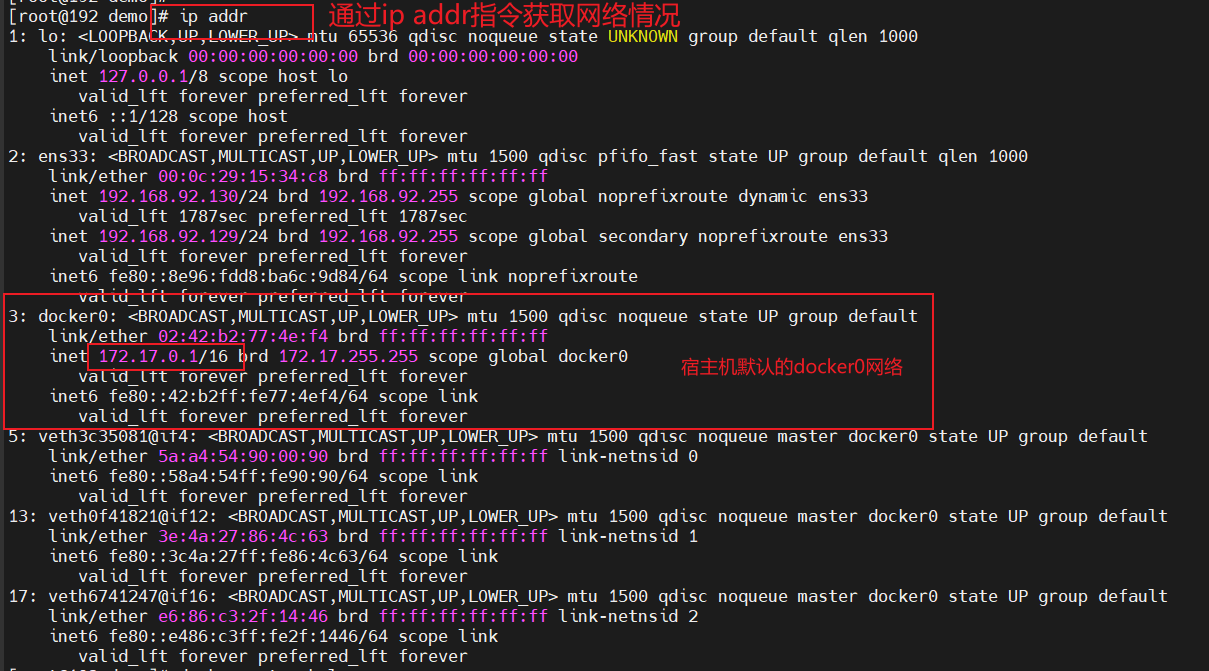 [root@192 demo]# ip addr
通过ip addr指令获取网络情况
1: lo: <LOOPBACK,UP,LOWER_UP> mtu 65536 qdisc noqueue state UNKNOWN group default qlen 1000
link/loopback 00:00:00:00:00:00 brd 00:00:00:00:00:00
inet 127.0.0.1/8 scope host lo
valid_lft forever preferred_lft forever
inet6 ::1/128 scope host
valid_lft forever preferred_lft forever
2: ens33: <BROADCAST,MULTICAST,UP,LOWER_UP> mtu 1500 qdisc pfifo_fast state UP group default qlen 1000
link/ether 00:0c:29:15:34:c8 brd ff:ff:ff:ff:ff:ff
inet 192.168.92.130/24 brd 192.168.92.255 scope global noprefixroute dynamic ens33
valid_lft 1787sec preferred_lft 1787sec
inet 192.168.92.129/24 brd 192.168.92.255 scope global secondary noprefixroute ens33
valid_lft forever preferred_lft forever
inet6 fe80::8e96:fdd8:ba6c:9d84/64 scope link noprefixroute
valid_lft forever preferred_lft forever
3: docker0: <BROADCAST,MULTICAST,UP,LOWER_UP> mtu 1500 qdisc noqueue state UP group default
link/ether 02:42:b2:77:4e:f4 brd ff:ff:ff:ff:ff:ff
inet 172.17.0.1/16 brd 172.17.255.255 scope global docker0
宿主机默认的docker0网络
valid_lft forever preferred_lft forever
inet6 fe80::42:b2ff:fe77:4ef4/64 scope link
valid_lft forever preferred_lft forever
5: veth3c35081@if4: <BROADCAST,MULTICAST,UP,LOWER_UP> mtu 1500 qdisc noqueue master docker0 state UP group default
link/ether 5a:a4:54:90:00:90 brd ff:ff:ff:ff:ff:ff link-netnsid 0
inet6 fe80::58a4:54ff:fe90:90/64 scope link
valid_lft forever preferred_lft forever
13: veth0f41821@if12: <BROADCAST,MULTICAST,UP,LOWER_UP> mtu 1500 qdisc noqueue master docker0 state UP group default
link/ether 3e:4a:27:86:4c:63 brd ff:ff:ff:ff:ff:ff link-netnsid 1
inet6 fe80::3c4a:27ff:fe86:4c63/64 scope link
valid_lft forever preferred_lft forever
17: veth6741247@if16: <BROADCAST,MULTICAST,UP,LOWER_UP> mtu 1500 qdisc noqueue master docker0 state UP group default
link/ether e6:86:c3:2f:14:46 brd ff:ff:ff:ff:ff:ff link-netnsid 2
inet6 fe80::e486:c3ff:fe2f:1446/64 scope link
valid_lft forever preferred_lft forever